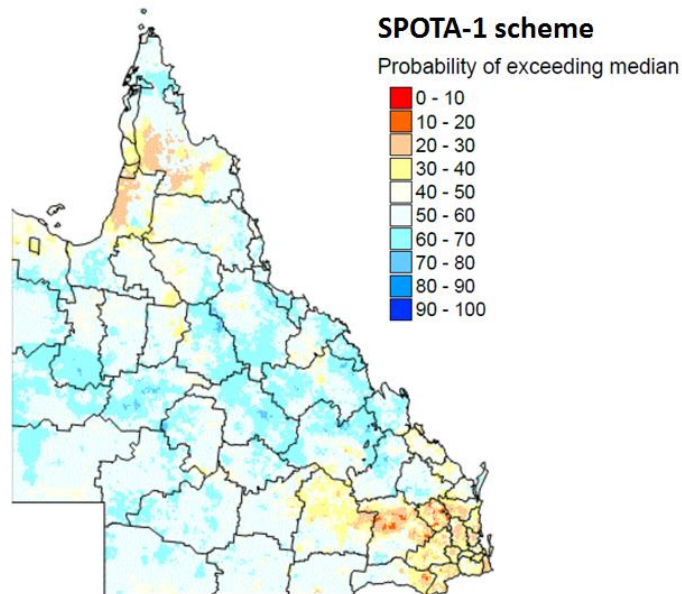 SPOTA-1 scheme
Probability of exceeding median
0 - 10
10 - 20
20 - 30
30 - 40
40 - 50
50 - 60
60 - 70
70 - 80
80 - 90
90 - 100